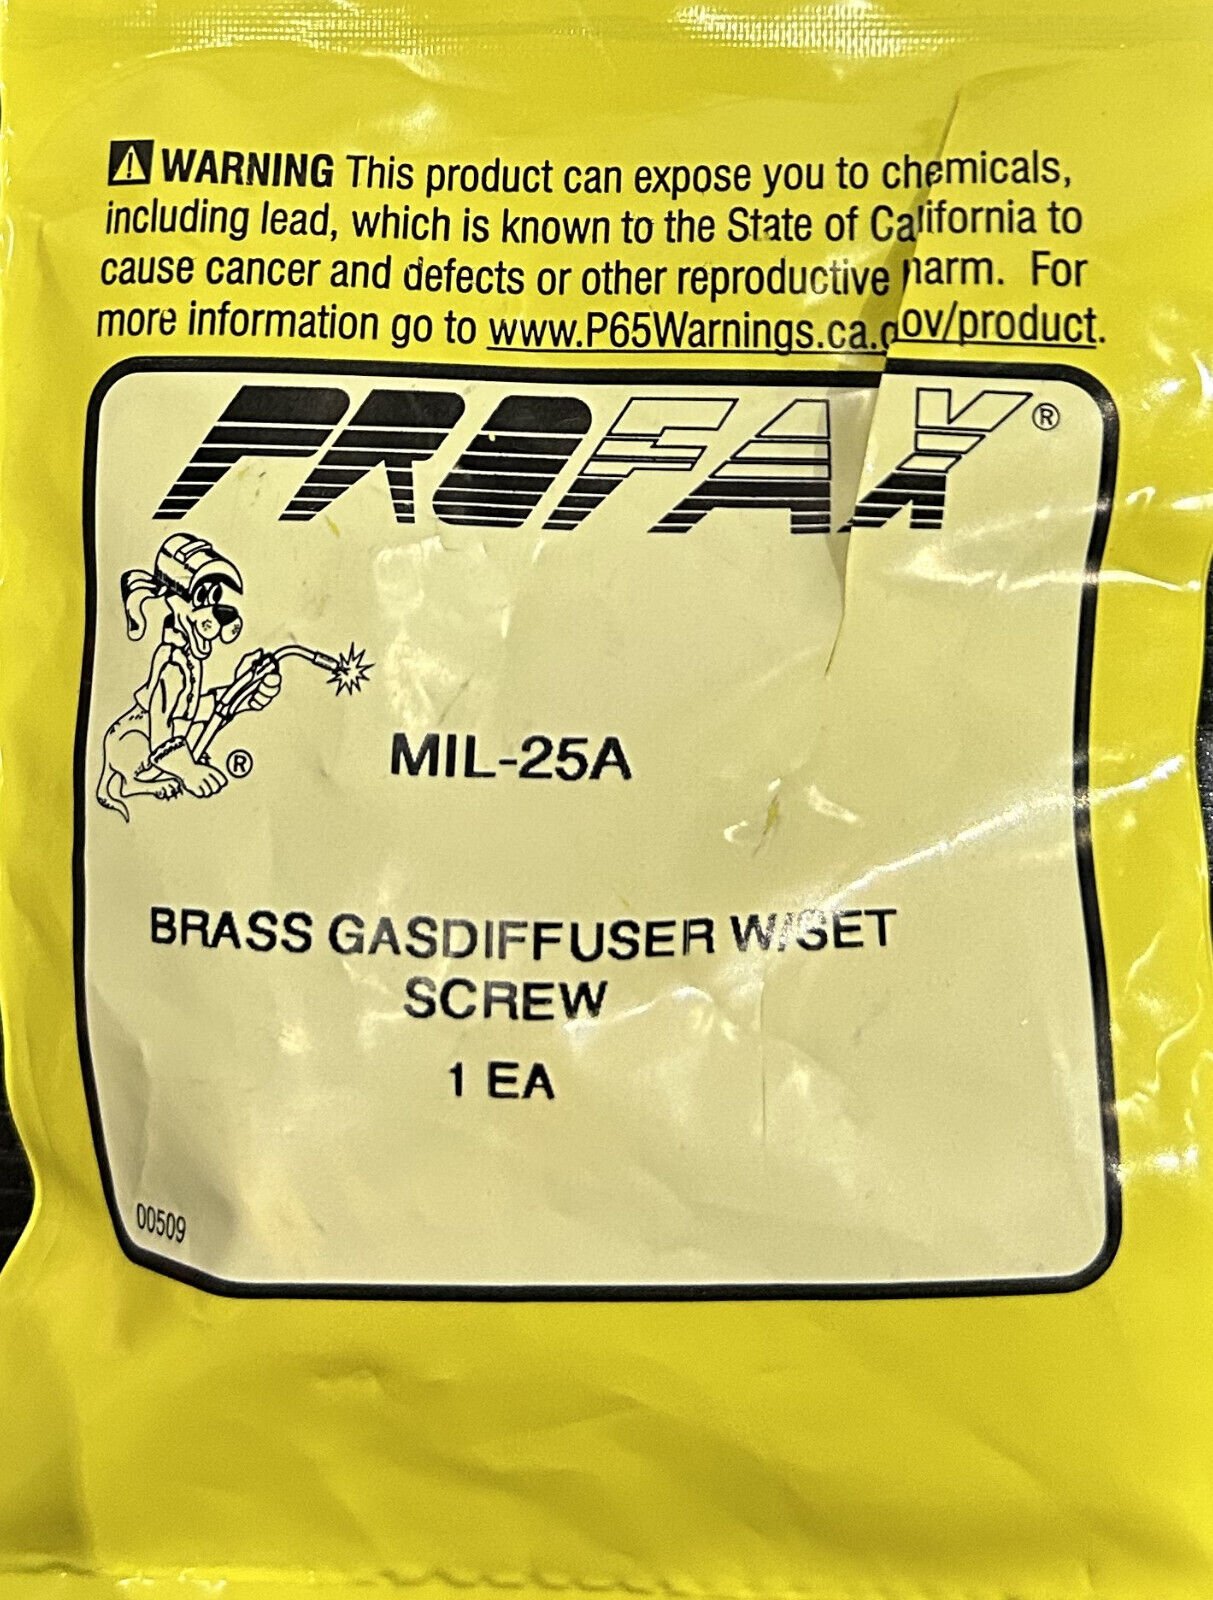 WARNING This product can expose you to chemicals,
including lead, which is known to the State of California to
cause cancer and defects or other reproductive harm. For
more information go to www.P65Warnings.ca.gov/product.
PROFAX®
®
MIL-25A
BRASS GASDIFFUSER W/SET
SCREW
1 EA
00509